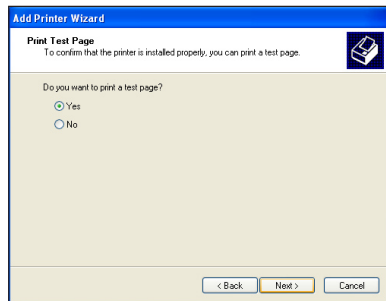 Add Printer Wizard
Print Test Page
To confirm that the printer is installed properly, you can print a test page.
Do you want to print a test page?
Yes
No
< Back
Next >
Cancel